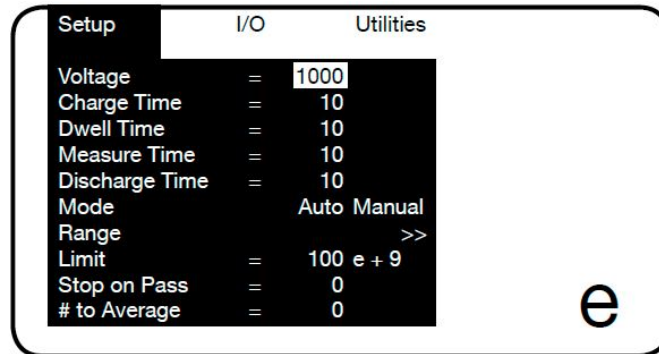 Setup I/O Utilities
Voltage = 1000
Charge Time = 10
Dwell Time = 10
Measure Time = 10
Discharge Time = 10
Mode Auto Manual
Range >>
Limit = 100 e + 9
Stop on Pass = 0
# to Average = 0
e